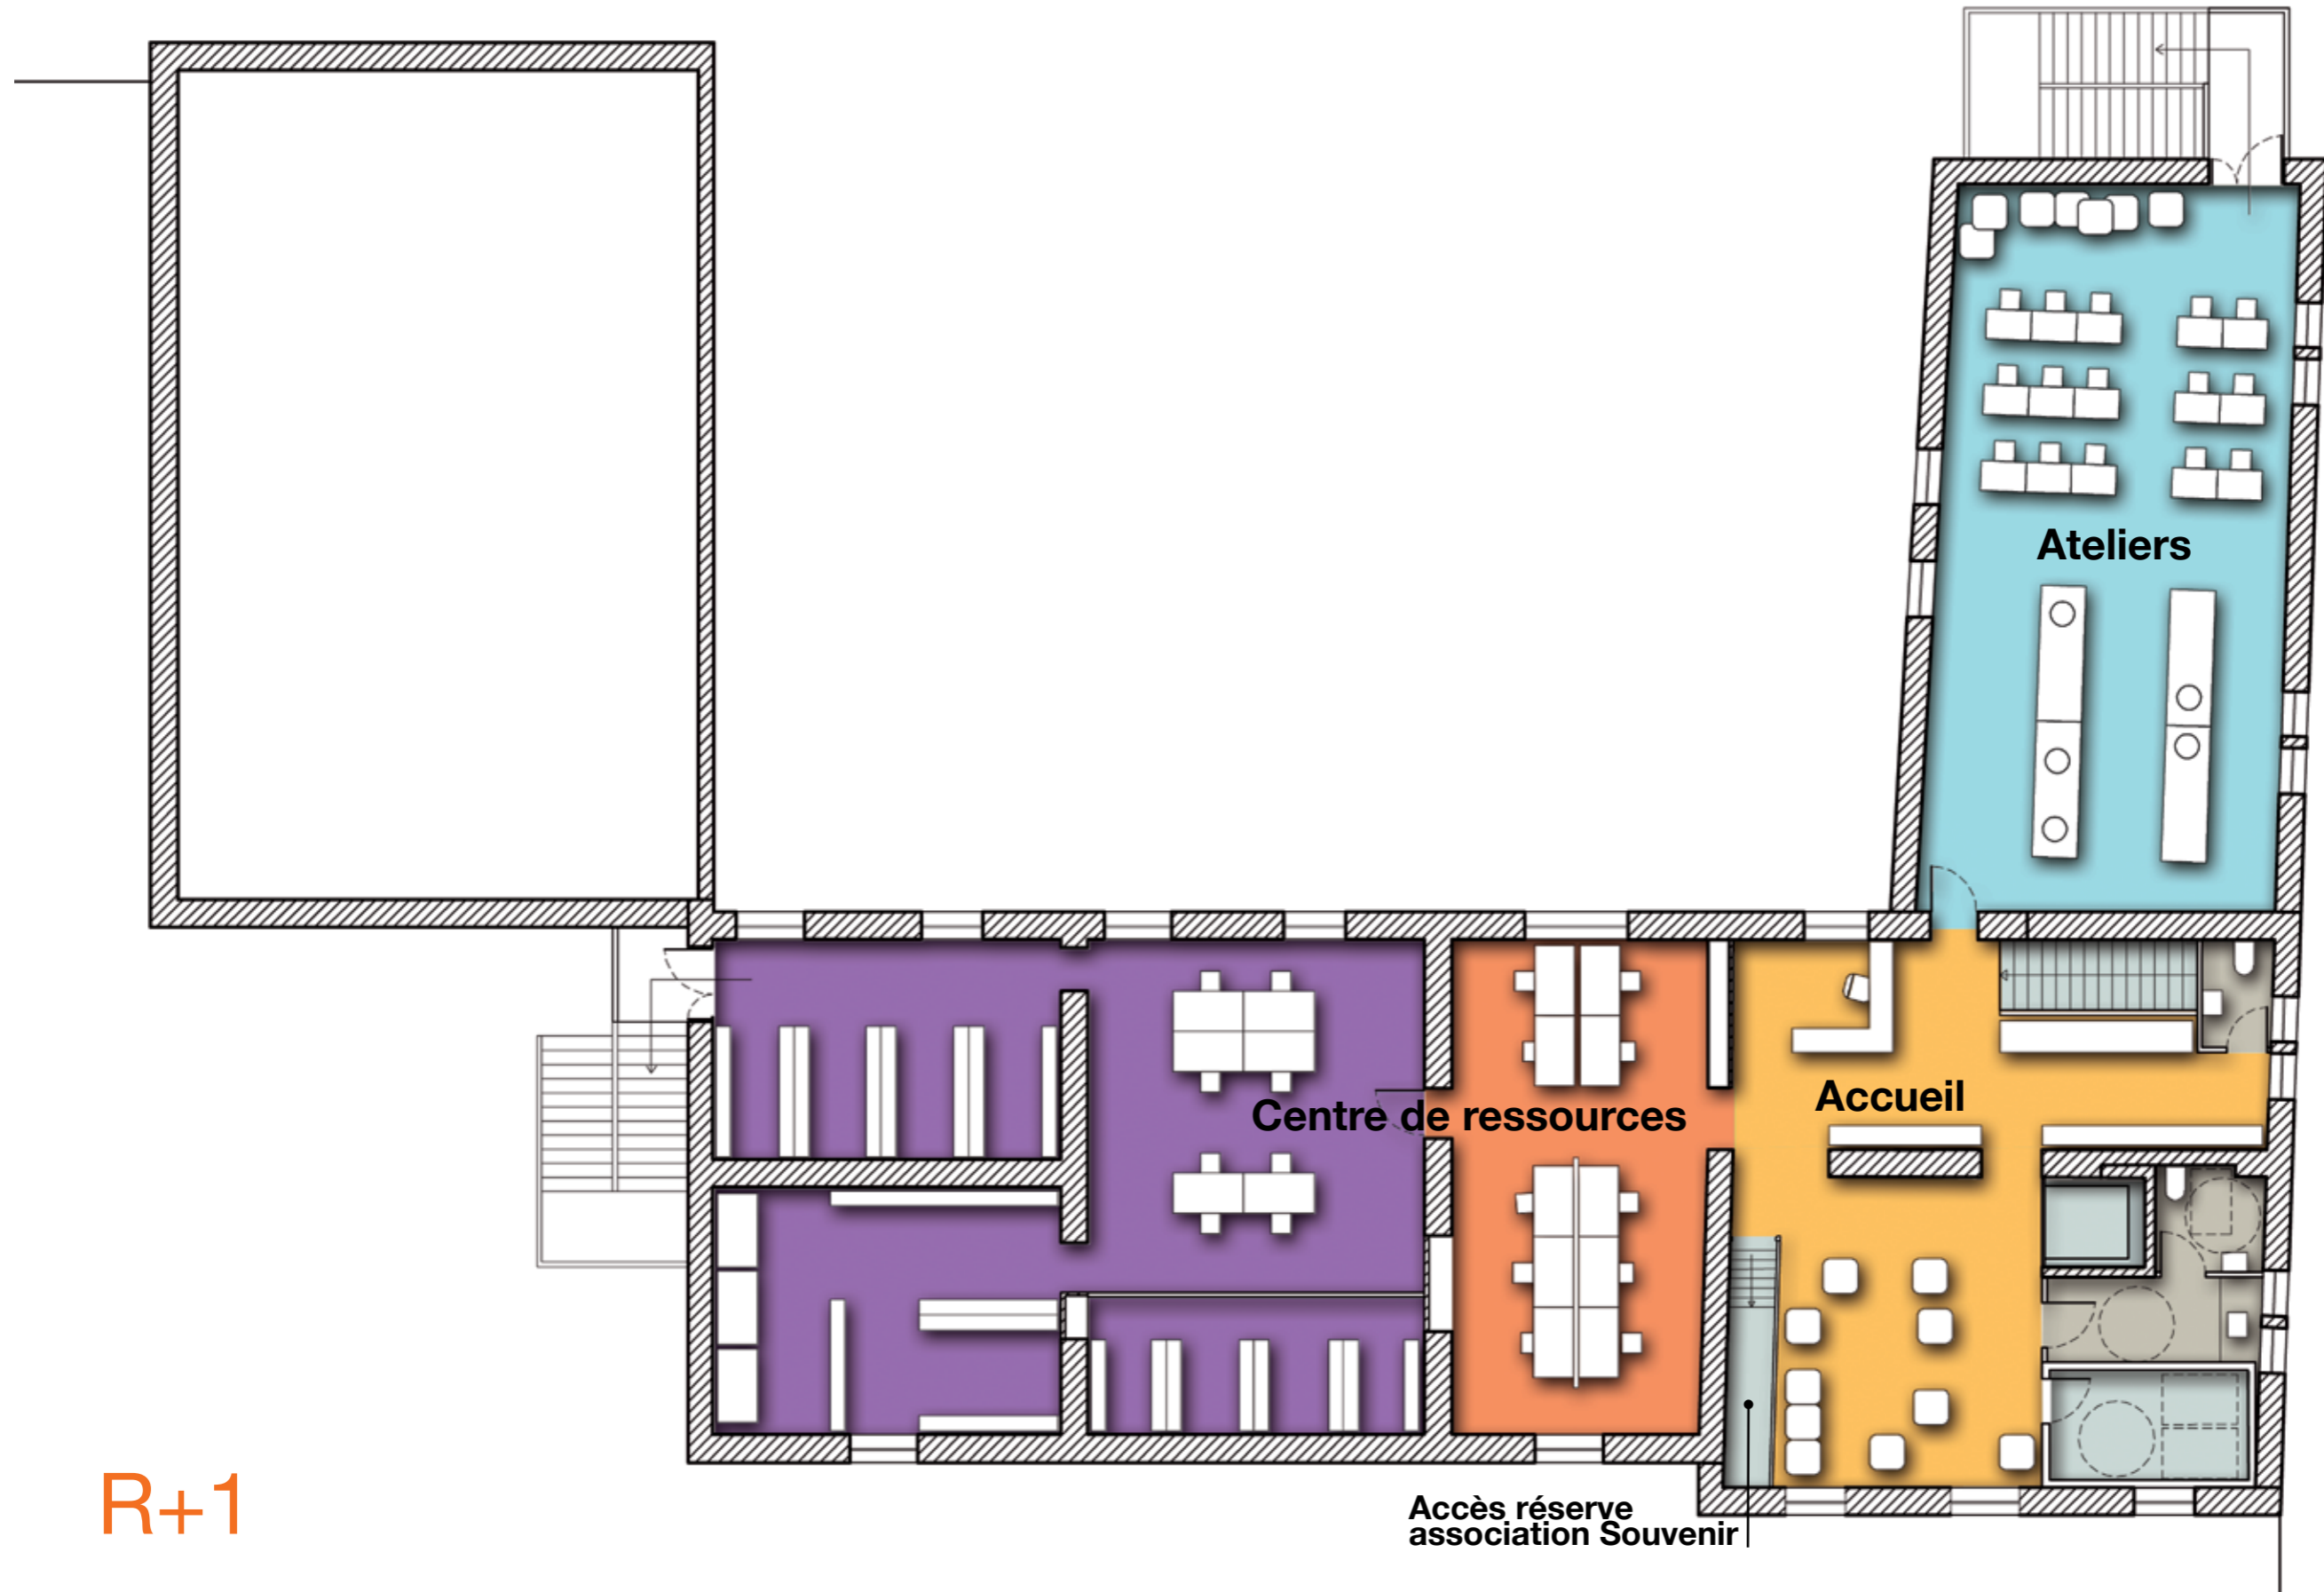 Ateliers
Accueil
Centre de ressources
Accès réserve
association Souvenir
R+1